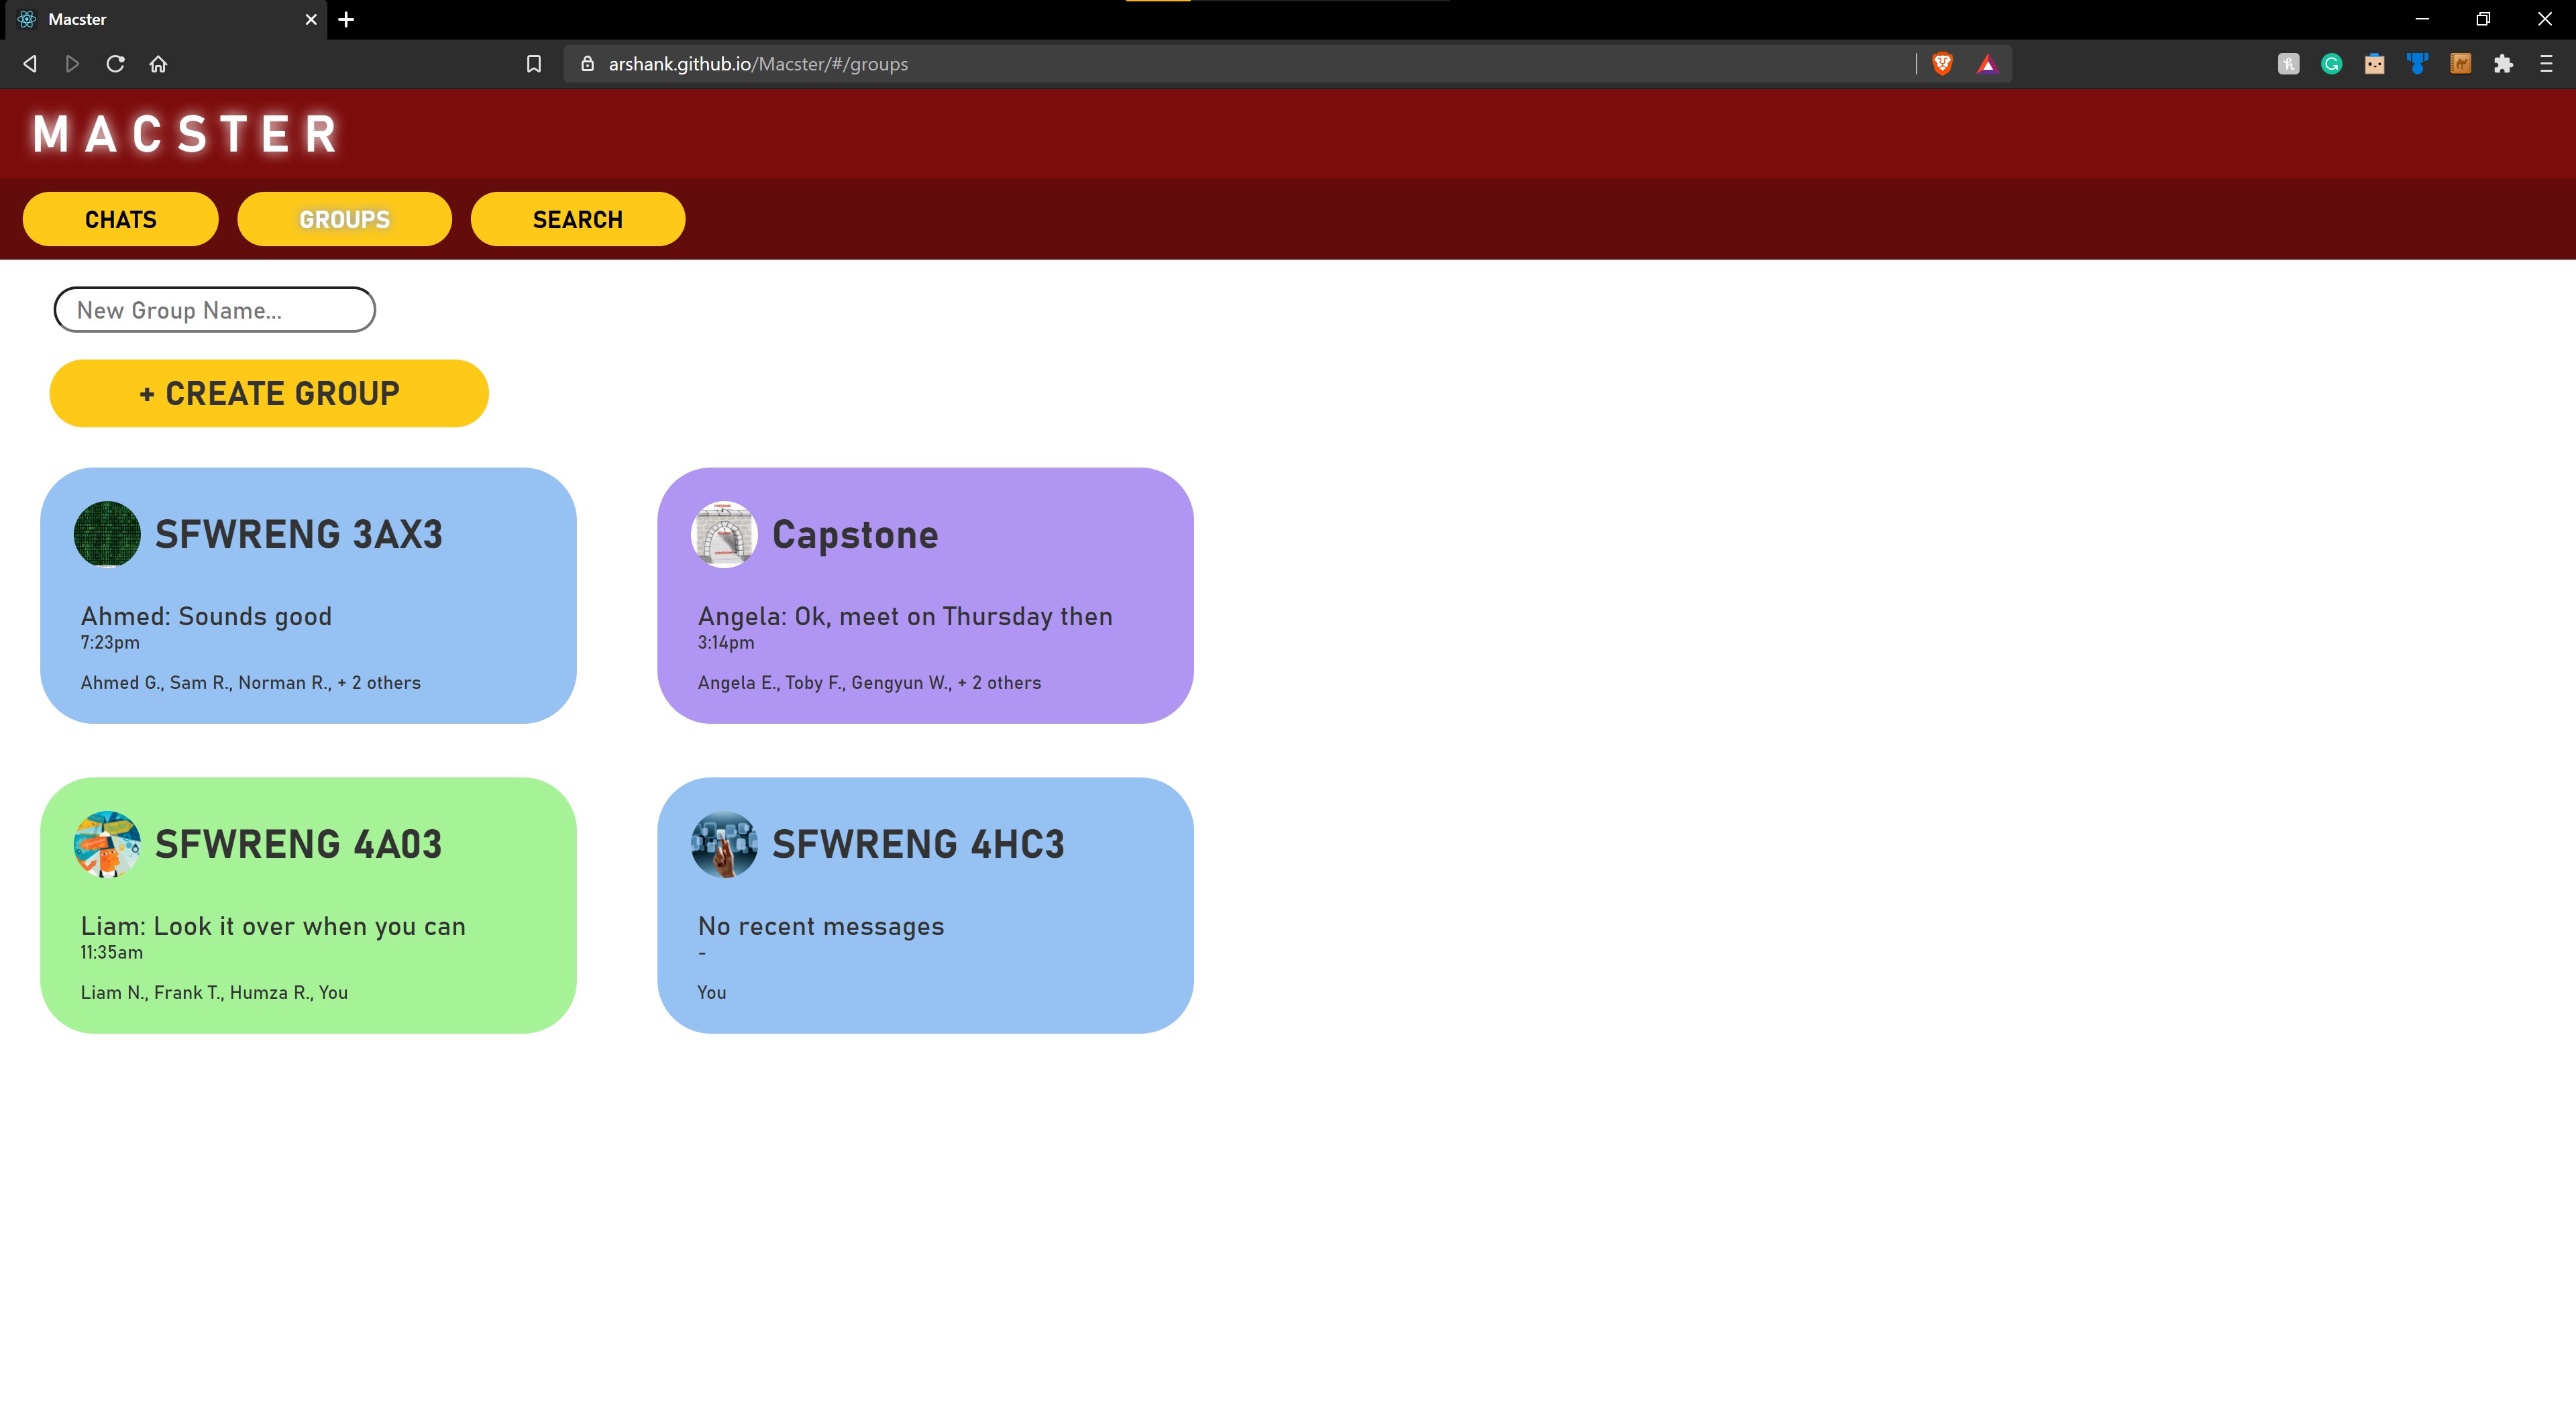 Macster
arshank.github.io/Macster/#/groups
MACSTER
CHATS
GROUPS
SEARCH
New Group Name...
+ CREATE GROUP
SFWRENG 3AX3
Ahmed: Sounds good
7:23pm
Ahmed G., Sam R., Norman R., + 2 others
Capstone
Angela: Ok, meet on Thursday then
3:14pm
Angela E., Toby F., Gengyun W., + 2 others
SFWRENG 4A03
Liam: Look it over when you can
11:35am
Liam N., Frank T., Humza R., You
SFWRENG 4HC3
No recent messages
-
You